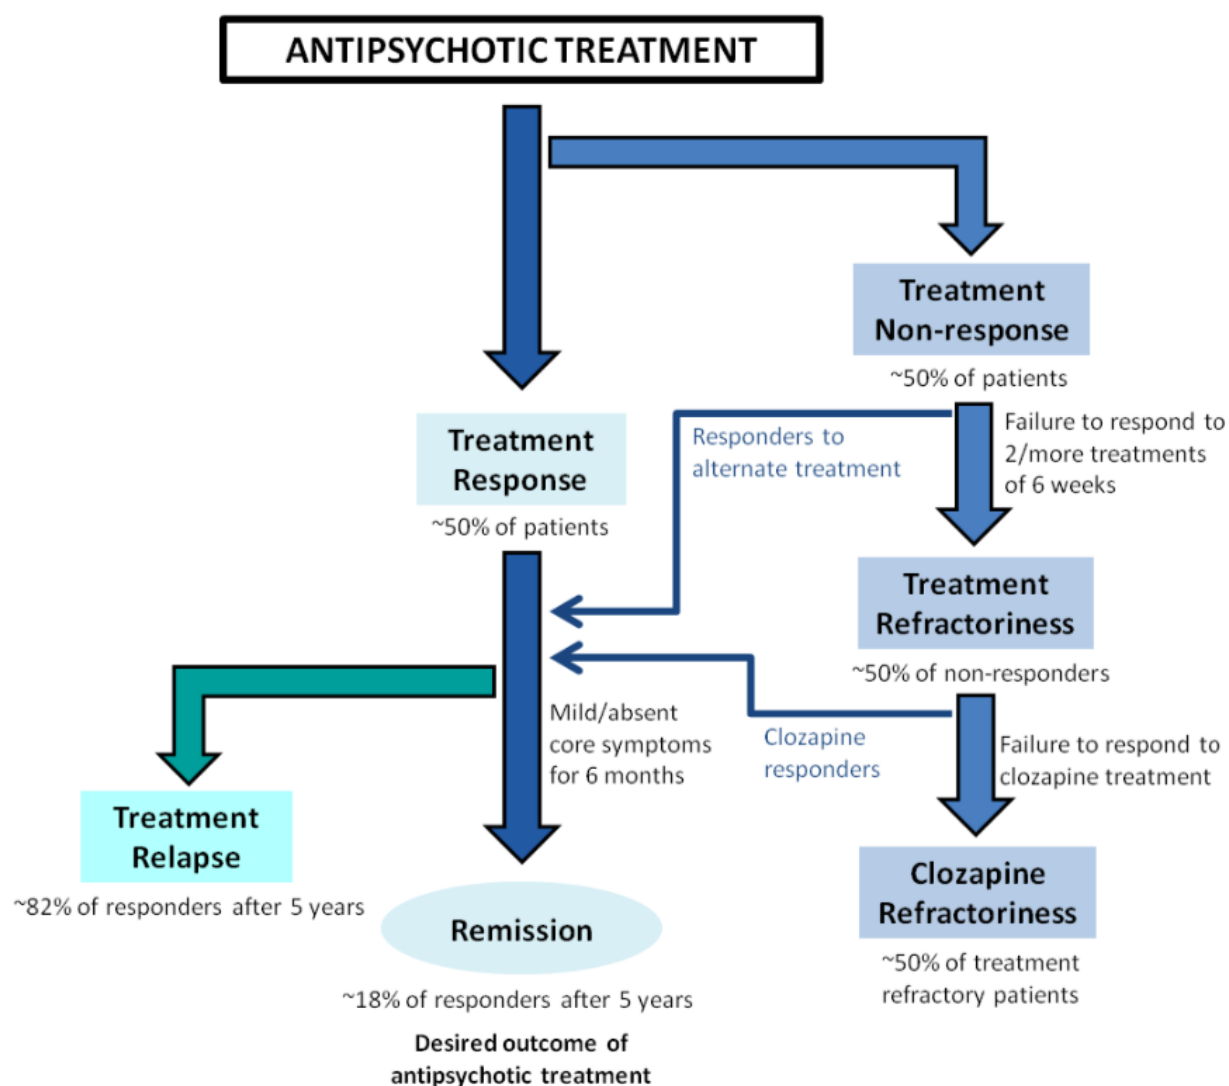 ANTIPSYCHOTIC TREATMENT
Treatment
Non-response
~50% of patients
Failure to respond to
2/more treatments
of 6 weeks
Responders to
alternate treatment
Treatment
Response
~50% of patients
Treatment
Refractoriness
~50% of non-responders
Mild/absent
core symptoms
for 6 months
Clozapine
responders
Failure to respond to
clozapine treatment
Treatment
Relapse
~82% of responders after 5 years
Remission
~18% of responders after 5 years
Desired outcome of
antipsychotic treatment
Clozapine
Refractoriness
~50% of treatment
refractory patients